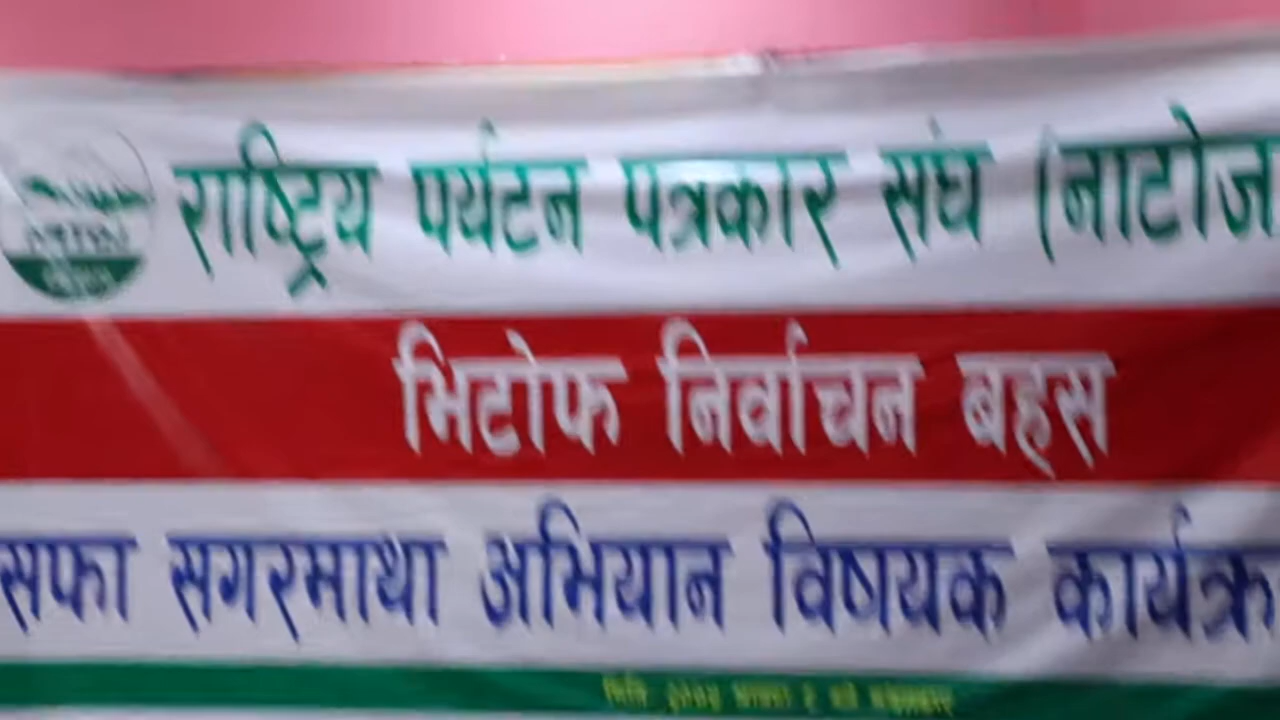 राष्ट्रिय पर्यटन पत्रकार संघ (नाटोज
भिटोफ निर्वाचन बहस
सफा सगरमाथा अभियान विषयक कार्यक्र